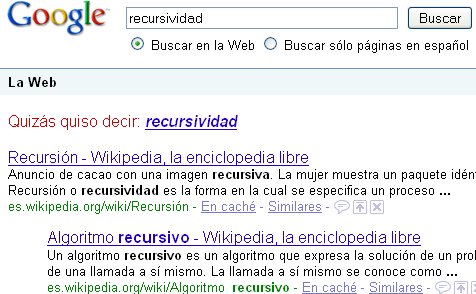 Google
recursividad
Buscar
Buscar en la Web
Buscar sólo páginas en español
La Web
Quizás quiso decir: recursividad
Recursión - Wikipedia, la enciclopedia libre
Anuncio de cacao con una imagen recursiva. La mujer muestra un paquete
Recursión o recursividad es la forma en la cual se especifica un proceso ...
es.wikipedia.org/wiki/Recursión - En caché - Similares -
Algoritmo recursivo - Wikipedia, la enciclopedia libre
Un algoritmo recursivo es un algoritmo que expresa la solución de un
de una llamada a sí mismo. La llamada a sí mismo se conoce como ...
es.wikipedia.org/wiki/Algoritmo_recursivo - En caché - Similares -